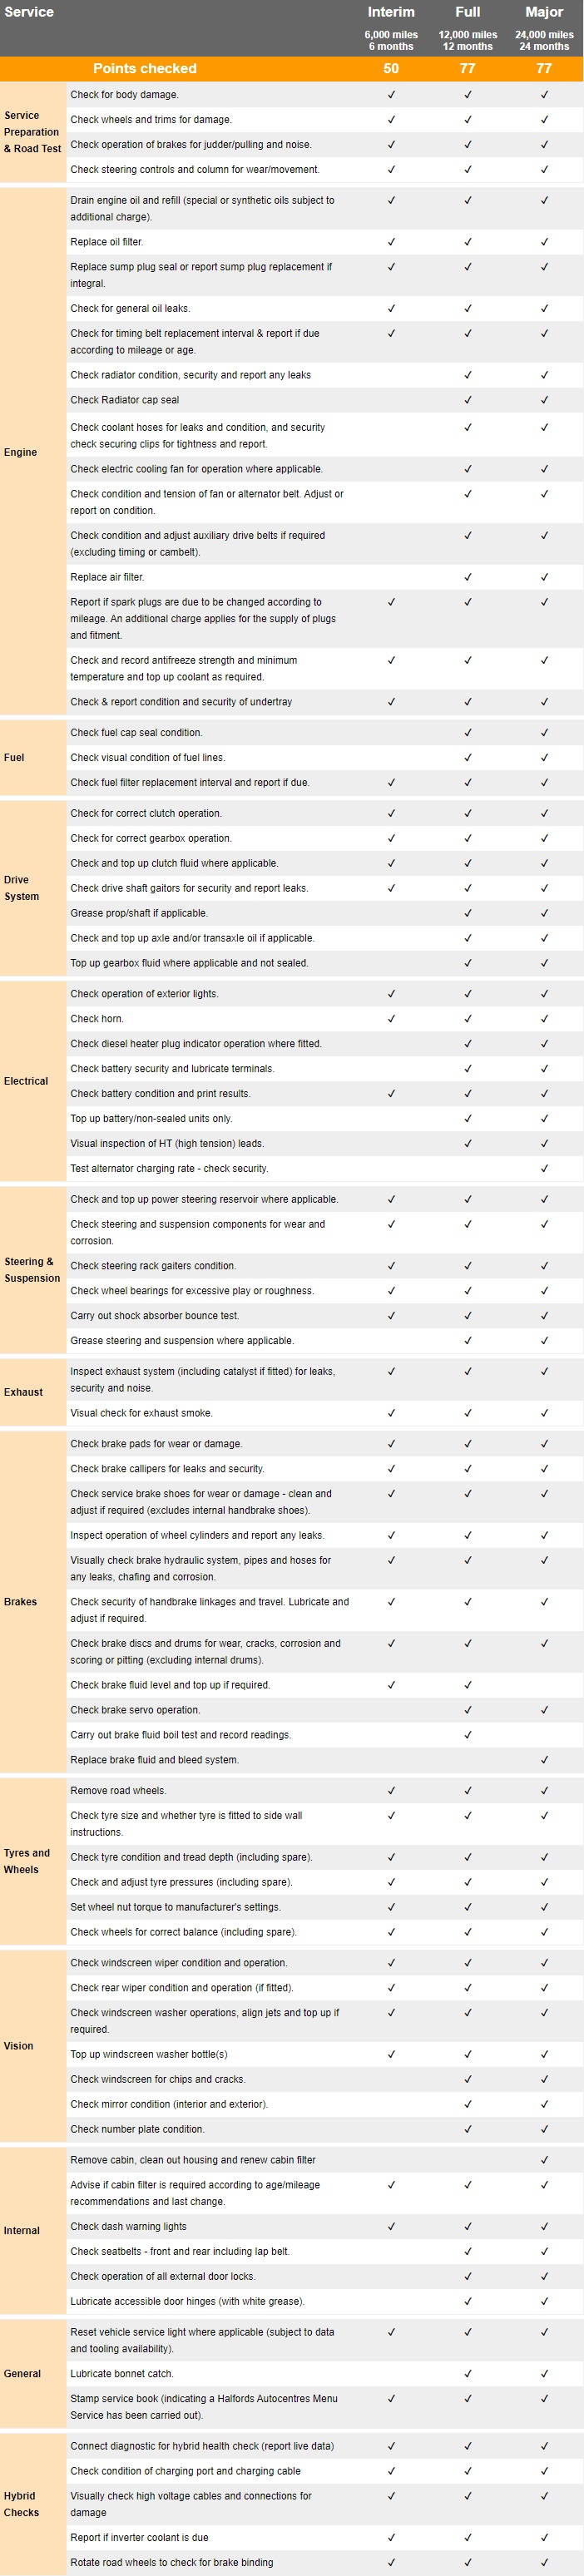 Service Interim Full Major
6,000 miles 12,000 miles 24,000 miles
6 months 12 months 24 months
Points checked 50 77 77
Service
Preparation
& Road Test
Check for body damage. ✓ ✓ ✓
Check wheels and trims for damage. ✓ ✓ ✓
Check operation of brakes for judder/pulling and noise. ✓ ✓ ✓
Check steering controls and column for wear/movement. ✓ ✓ ✓
Engine
Drain engine oil and refill (special or synthetic oils subject to ✓ ✓ ✓
additional charge).
Replace oil filter. ✓ ✓ ✓
Replace sump plug seal or report sump plug replacement if ✓ ✓ ✓
integral.
Check for general oil leaks. ✓ ✓ ✓
Check for timing belt replacement interval & report if due ✓ ✓ ✓
according to mileage or age.
Check radiator condition, security and report any leaks ✓ ✓
Check Radiator cap seal ✓ ✓
Check coolant hoses for leaks and condition, and security ✓ ✓
check securing clips for tightness and report.
Check electric cooling fan for operation where applicable. ✓ ✓
Check condition and tension of fan or alternator belt. Adjust or ✓ ✓
report on condition.
Check condition and adjust auxiliary drive belts if required ✓ ✓
(excluding timing or cambelt).
Replace air filter. ✓ ✓
Report if spark plugs are due to be changed according to ✓ ✓ ✓
mileage. An additional charge applies for the supply of plugs
and fitment.
Check and record antifreeze strength and minimum ✓ ✓ ✓
temperature and top up coolant as required.
Check & report condition and security of undertray ✓ ✓ ✓
Fuel
Check fuel cap seal condition. ✓ ✓
Check visual condition of fuel lines. ✓ ✓
Check fuel filter replacement interval and report if due. ✓ ✓ ✓
Drive
System
Check for correct clutch operation. ✓ ✓ ✓
Check for correct gearbox operation. ✓ ✓ ✓
Check and top up clutch fluid where applicable. ✓ ✓ ✓
Check drive shaft gaitors for security and report leaks. ✓ ✓ ✓
Grease prop/shaft if applicable. ✓ ✓
Check and top up axle and/or transaxle oil if applicable. ✓ ✓
Top up gearbox fluid where applicable and not sealed. ✓ ✓
Electrical
Check operation of exterior lights. ✓ ✓ ✓
Check horn. ✓ ✓ ✓
Check diesel heater plug indicator operation where fitted. ✓ ✓
Check battery security and lubricate terminals. ✓ ✓
Check battery condition and print results. ✓ ✓ ✓
Top up battery/non-sealed units only. ✓ ✓
Visual inspection of HT (high tension) leads. ✓ ✓
Test alternator charging rate - check security. ✓
Steering &
Suspension
Check and top up power steering reservoir where applicable. ✓ ✓ ✓
Check steering and suspension components for wear and ✓ ✓ ✓
corrosion.
Check steering rack gaiters condition. ✓ ✓ ✓
Check wheel bearings for excessive play or roughness. ✓ ✓ ✓
Carry out shock absorber bounce test. ✓ ✓ ✓
Grease steering and suspension where applicable. ✓ ✓
Exhaust
Inspect exhaust system (including catalyst if fitted) for leaks, ✓ ✓ ✓
security and noise.
Visual check for exhaust smoke. ✓ ✓ ✓
Brakes
Check brake pads for wear or damage. ✓ ✓ ✓
Check brake callipers for leaks and security. ✓ ✓ ✓
Check service brake shoes for wear or damage - clean and ✓ ✓ ✓
adjust if required (excludes internal handbrake shoes).
Inspect operation of wheel cylinders and report any leaks. ✓ ✓ ✓
Visually check brake hydraulic system, pipes and hoses for ✓ ✓ ✓
any leaks, chafing and corrosion.
Check security of handbrake linkages and travel. Lubricate and ✓ ✓ ✓
adjust if required.
Check brake discs and drums for wear, cracks, corrosion and ✓ ✓ ✓
scoring or pitting (excluding internal drums).
Check brake fluid level and top up if required. ✓ ✓
Check brake servo operation. ✓ ✓
Carry out brake fluid boil test and record readings. ✓
Replace brake fluid and bleed system. ✓
Tyres and
Wheels
Remove road wheels. ✓ ✓ ✓
Check tyre size and whether tyre is fitted to side wall ✓ ✓ ✓
instructions.
Check tyre condition and tread depth (including spare). ✓ ✓ ✓
Check and adjust tyre pressures (including spare). ✓ ✓ ✓
Set wheel nut torque to manufacturer's settings. ✓ ✓ ✓
Check wheels for correct balance (including spare). ✓ ✓ ✓
Vision
Check windscreen wiper condition and operation. ✓ ✓ ✓
Check rear wiper condition and operation (if fitted). ✓ ✓ ✓
Check windscreen washer operations, align jets and top up if ✓ ✓ ✓
required.
Top up windscreen washer bottle(s) ✓ ✓ ✓
Check windscreen for chips and cracks. ✓ ✓
Check mirror condition (interior and exterior). ✓ ✓
Check number plate condition. ✓ ✓
Internal
Remove cabin, clean out housing and renew cabin filter ✓
Advise if cabin filter is required according to age/mileage ✓ ✓ ✓
recommendations and last change.
Check dash warning lights ✓ ✓ ✓
Check seatbelts - front and rear including lap belt. ✓ ✓
Check operation of all external door locks. ✓ ✓
Lubricate accessible door hinges (with white grease). ✓ ✓
General
Reset vehicle service light where applicable (subject to data ✓ ✓ ✓
and tooling availability).
Lubricate bonnet catch. ✓ ✓
Stamp service book (indicating a Halfords Autocentres Menu ✓ ✓ ✓
Service has been carried out).
Hybrid
Checks
Connect diagnostic for hybrid health check (report live data) ✓ ✓ ✓
Check condition of charging port and charging cable ✓ ✓ ✓
Visually check high voltage cables and connections for ✓ ✓ ✓
damage
Report if inverter coolant is due ✓ ✓ ✓
Rotate road wheels to check for brake binding ✓ ✓ ✓